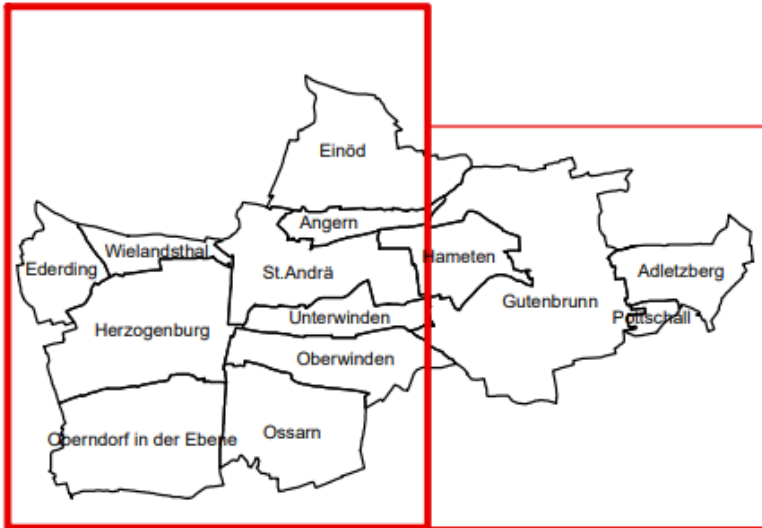 Einöd
Angern
Wielandsthal
Hameten
Ederding
St.Andrä
Adletzberg
Gutenbrunn
Unterwinden
Pottschall
Herzogenburg
Oberwinden
Oberndorf in der Ebene
Ossarn